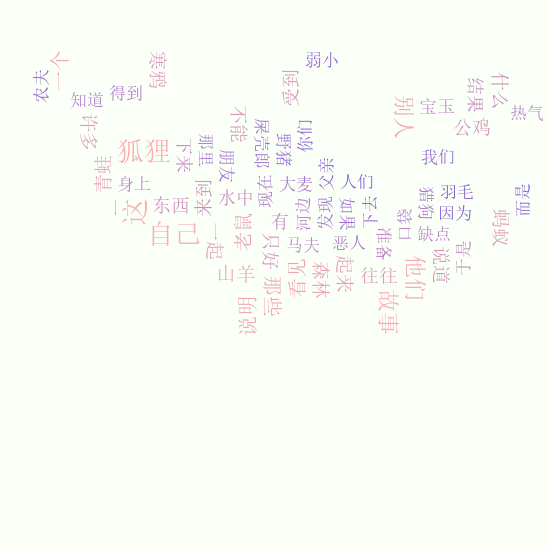 弱小
一个
寒鸦
农夫
知道
得到
受到
结果
什么
热气
别人
宝玉
公鸡
许多
不能
屎壳郎
野猪
你们
狐狸
下来
那里
朋友
我们
青蛙
身上
来到
水中
现在
大麦
父亲
人们
猎狗
羽毛
而是
一
这
东西
老鼠
有
河边
发现
如果
下去
因为
缺点
蚂蚁
自己
一起
只好
马夫
恶人
准备
于是
说道
山羊
那些
看见
森林
起来
往往
他们
说明
故事